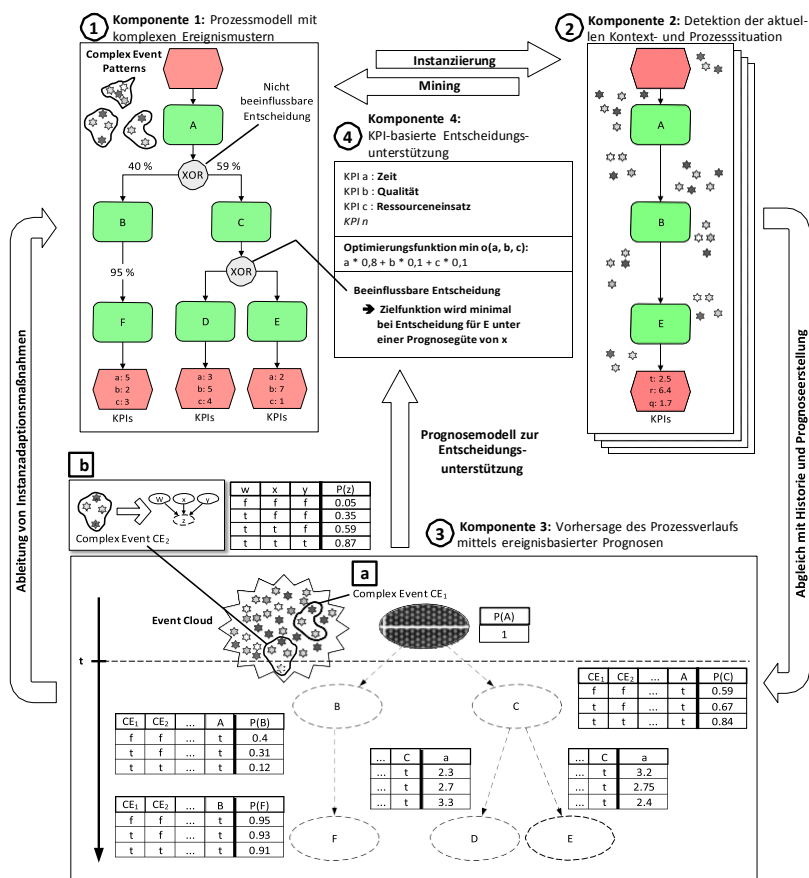 1
Komponente 1: Prozessmodell mit
komplexen Ereignismustern
Complex Event
Patterns
Nicht
beeinflussbare
Entscheidung
A
40 %
XOR
59 %
B
C
95 %
XOR
F
D
E
a: 5
b: 2
c: 3
a: 3
b: 5
c: 4
a: 2
b: 7
c: 1
KPIs
KPIs
KPIs
Instanziierung
Mining
4
Komponente 4:
KPI-basierte Entscheidungs-
unterstützung
KPI a : Zeit
KPI b : Qualität
KPI c : Ressourceneinsatz
KPI n
Optimierungsfunktion min o(a, b, c):
a * 0,8 + b * 0,1 + c * 0,1
Beeinflussbare Entscheidung
➔ Zielfunktion wird minimal
bei Entscheidung für E unter
einer Prognosegüte von x
2
Komponente 2: Detektion der aktuel-
len Kontext- und Prozesssituation
A
B
E
t: 2.5
r: 6.4
q: 1.7
KPIs
Ableitung von Instanzadaptionsmaßnahmen
Abgleich mit Historie und Prognoseerstellung
Prognosemodell zur
Entscheidungs-
unterstützung
b
w x y
z
Complex Event CE2
w x y P(z)
f f f 0.05
t f f 0.35
t t f 0.59
t t t 0.87
3
Komponente 3: Vorhersage des Prozessverlaufs
mittels ereignisbasierter Prognosen
a
Complex Event CE1
Event Cloud
P(A)
1
t
B
C
CE1 CE2 ... A P(C)
f f ... t 0.59
t f ... t 0.67
t t ... t 0.84
CE1 CE2 ... A P(B)
f f ... t 0.4
t f ... t 0.31
t t ... t 0.12
... C a
... t 2.3
... t 2.7
... t 3.3
... C a
... t 3.2
... t 2.75
... t 2.4
CE1 CE2 ... B P(F)
f f ... t 0.95
t f ... t 0.93
t t ... t 0.91
F
D
E